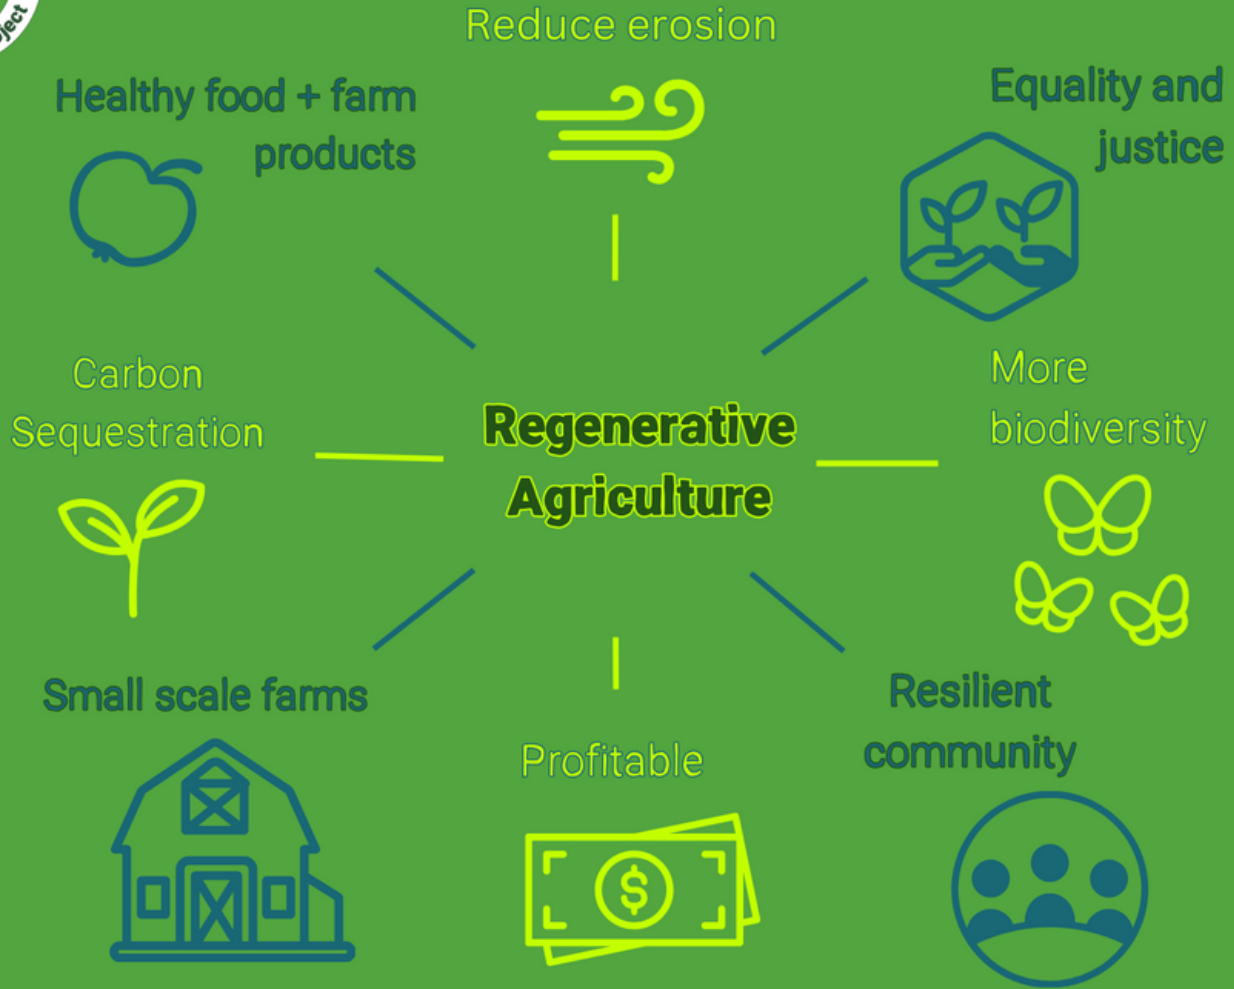 Reduce erosion
Healthy food + farm
products
Equality and
justice
Carbon
Sequestration
Regenerative
Agriculture
More
biodiversity
Small scale farms
Profitable
$
Resilient
community